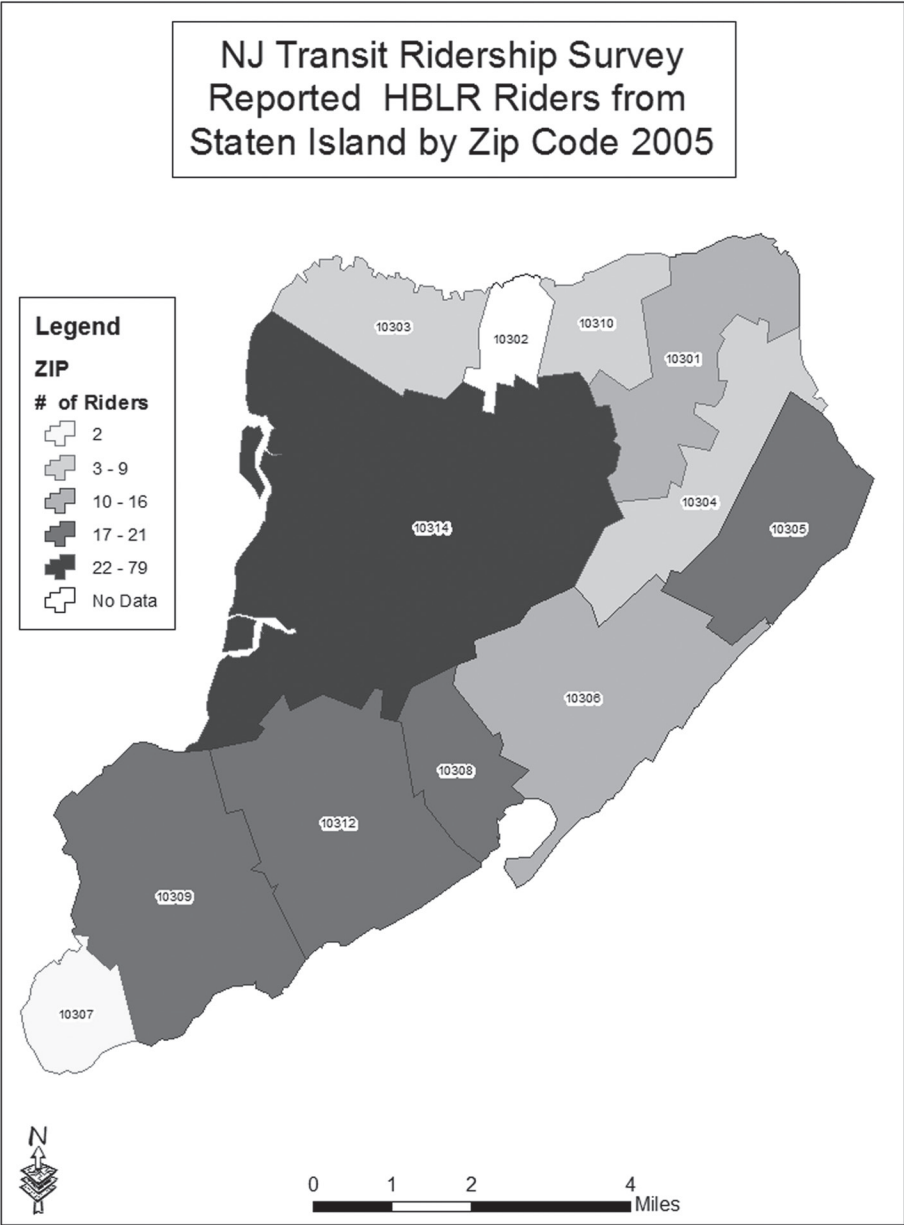 NJ Transit Ridership Survey
Reported HBLR Riders from
Staten Island by Zip Code 2005
Legend
ZIP
# of Riders
2
3 - 9
10 - 16
17 - 21
22 - 79
No Data
10303
10302
10310
10301
10304
10305
10314
10306
10308
10312
10309
10307
N
0 1 2 4
Miles